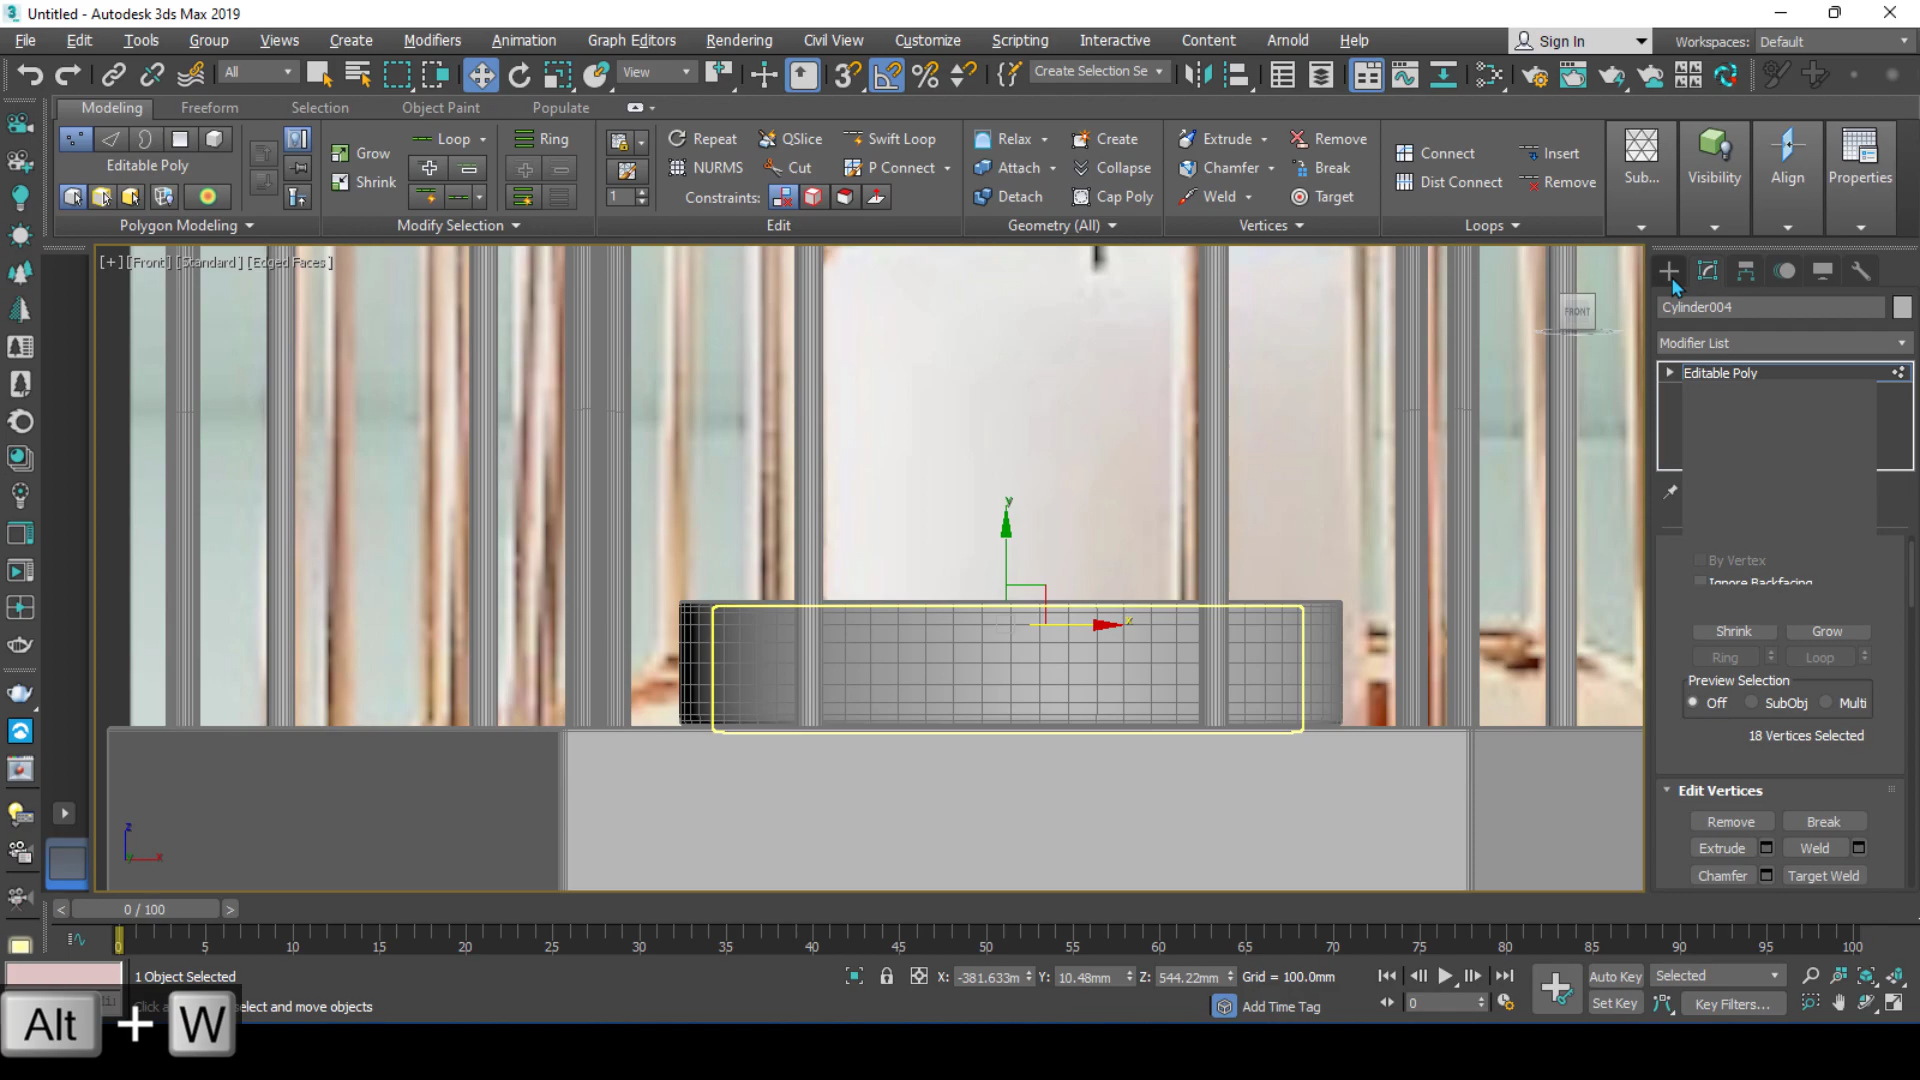 3 Untitled - Autodesk 3ds Max 2019
File Edit Tools Group Views Create Modifiers Animation Graph Editors Rendering Civil View Customize Scripting Interactive Content Arnold Help Sign In Workspaces: Default
All View Create Selection Se
Modeling Freeform Selection Object Paint Populate
Loop Ring Repeat QSlice Swift Loop Relax Create Extrude Remove
Editable Poly Grow NURMS Cut P Connect Attach Collapse Chamfer Break Connect Insert
Shrink 1 Constraints: Detach Cap Poly Weld Target Dist Connect Remove
Sub... Visibility Align Properties
Polygon Modeling Modify Selection Edit Geometry (All) Vertices Loops
[+] [Front] [Standard] [Edged Faces]
FRONT
Cylinder004
Modifier List
Editable Poly
y
x
By Vertex
Ignore Backfacing
Shrink Grow
Ring Loop
Preview Selection
Off SubObj Multi
18 Vertices Selected
Edit Vertices
Remove Break
Extrude Weld
Chamfer Target Weld
z
y x
< 0 / 100 >
0 5 10 15 20 25 30 35 40 45 50 55 60 65 70 75 80 85 90 95 100
1 Object Selected X: -381.633m Y: 10.48mm Z: 544.22mm Grid = 100.0mm Auto Key Selected
select and move objects Add Time Tag 0 Set Key Key Filters...
Alt + W